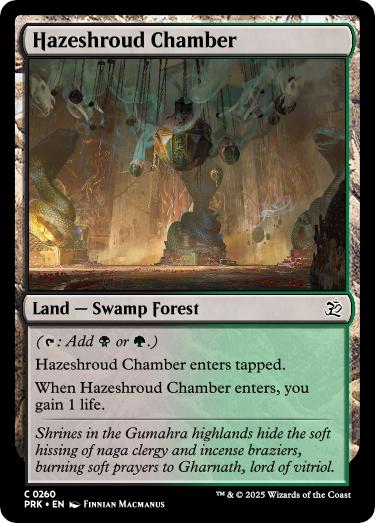 Hazeshroud Chamber
Land — Swamp Forest
(: Add or .)
Hazeshroud Chamber enters tapped.
When Hazeshroud Chamber enters, you
gain 1 life.
Shrines in the Gumahra highlands hide the soft
hissing of naga clergy and incense braziers,
burning soft prayers to Gharnath, lord of vitriol.
C 0260
PRK • EN Finnian Macmanus
™ & © 2025 Wizards of the Coast